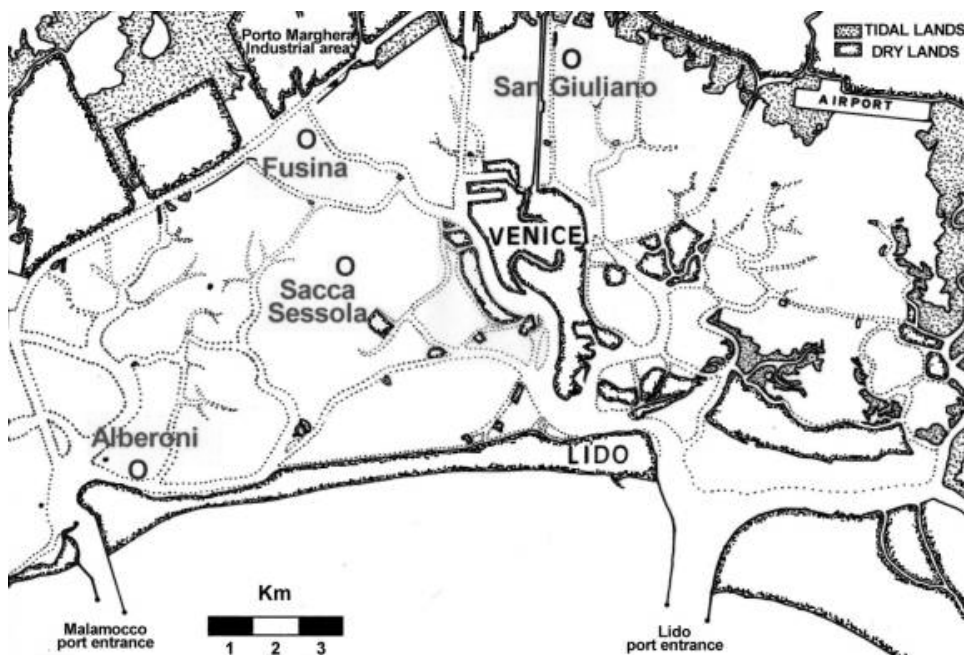 Porto Marghera
Industrial area
San Giuliano
TIDAL LANDS
DRY LANDS
AIRPORT
Fusina
VENICE
Sacca
Sessola
Alberoni
LIDO
Km
1 2 3
Malamocco
port entrance
Lido
port entrance